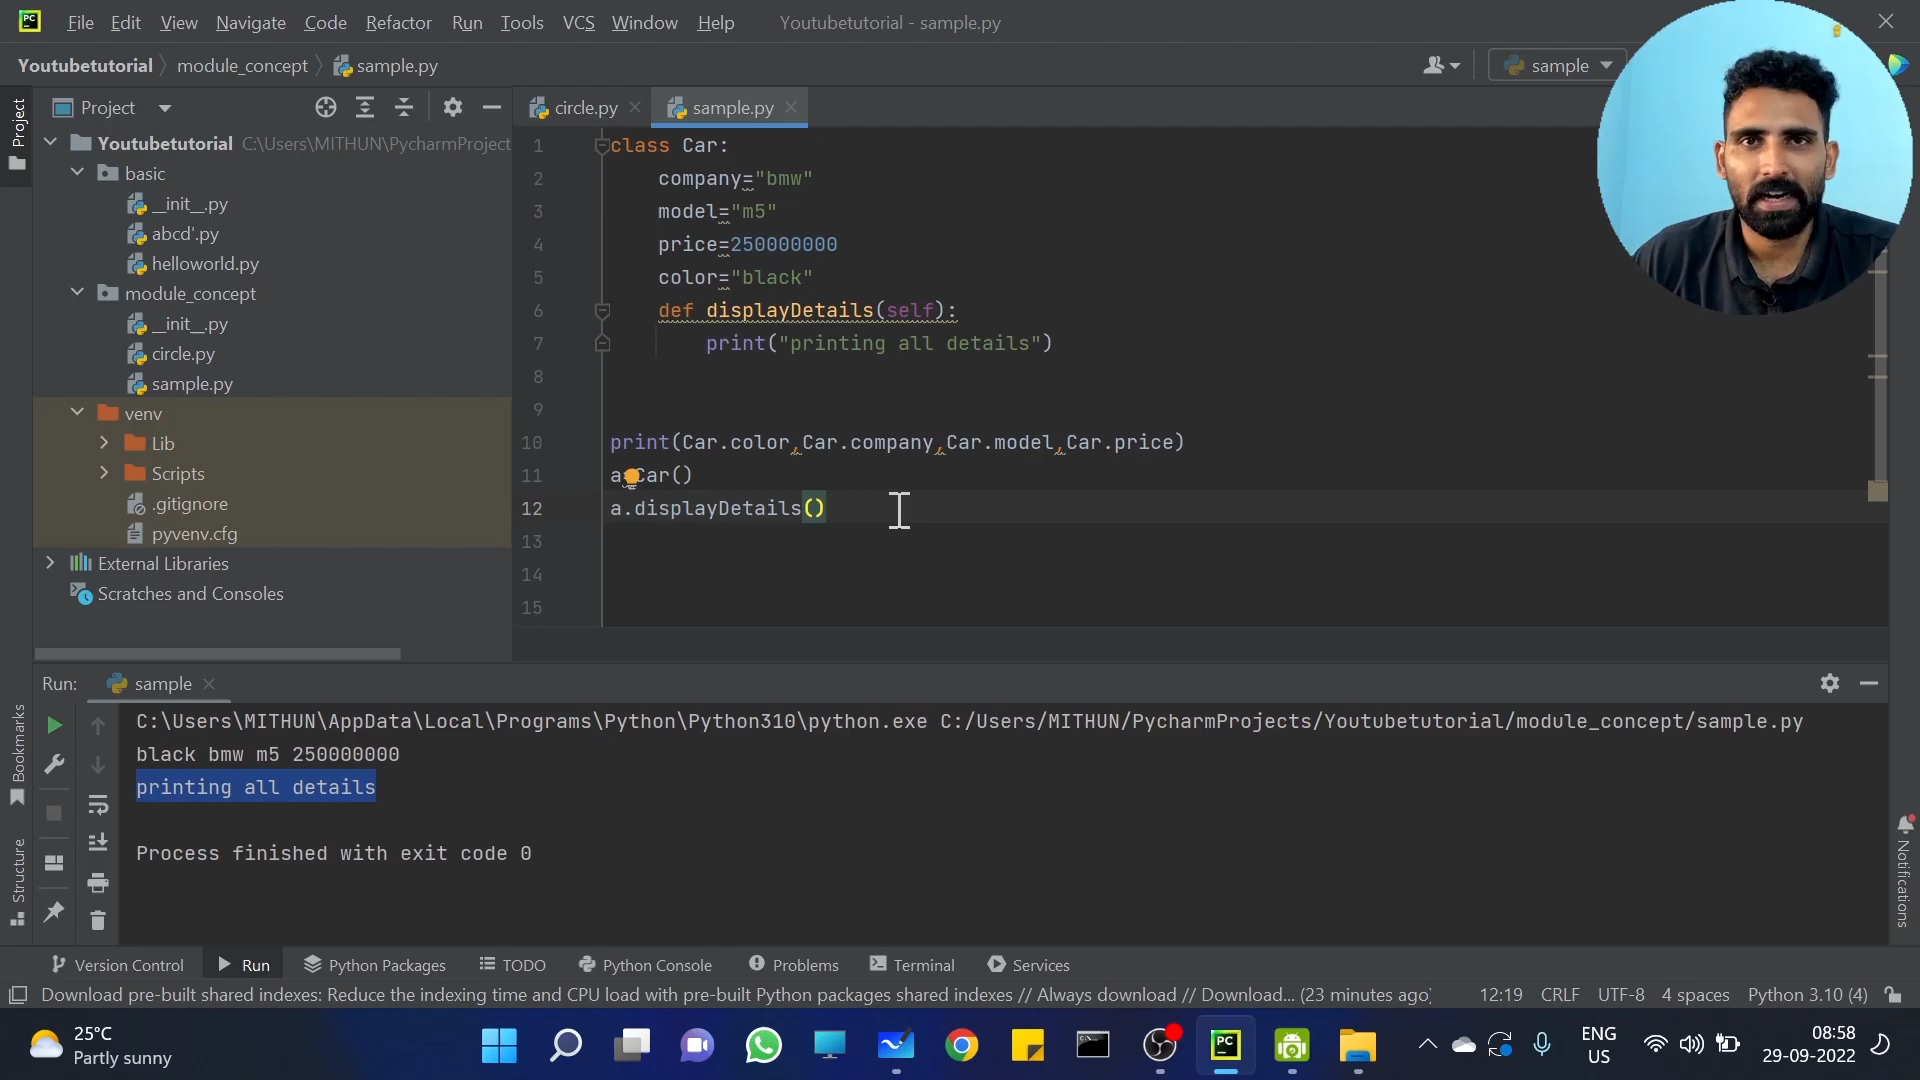 PC File Edit View Navigate Code Refactor Run Tools VCS Window Help Youtubetutorial - sample.py
Youtubetutorial module_concept sample.py sample
Project
Project
circle.py
sample.py
Youtubetutorial C:\Users\MITHUN\PycharmProject
basic
__init__.py
abcd'.py
helloworld.py
module_concept
__init__.py
circle.py
sample.py
venv
Lib
Scripts
.gitignore
pyvenv.cfg
External Libraries
Scratches and Consoles
1 class Car:
2 company="bmw"
3 model="m5"
4 price=250000000
5 color="black"
6 def displayDetails(self):
7 print("printing all details")
8
9
10 print(Car.color,Car.company,Car.model,Car.price)
11 a=Car()
12 a.displayDetails()
13
14
15
Run: sample
C:\Users\MITHUN\AppData\Local\Programs\Python\Python310\python.exe C:/Users/MITHUN/PycharmProjects/Youtubetutorial/module_concept/sample.py
black bmw m5 250000000
printing all details
Process finished with exit code 0
Bookmarks
Structure
Notifications
Version Control Run Python Packages TODO Python Console Problems Terminal Services
Download pre-built shared indexes: Reduce the indexing time and CPU load with pre-built Python packages shared indexes // Always download // Download... (23 minutes ago) 12:19 CRLF UTF-8 4 spaces Python 3.10 (4)
25°C
Partly sunny
PC
ENG
US
08:58
29-09-2022